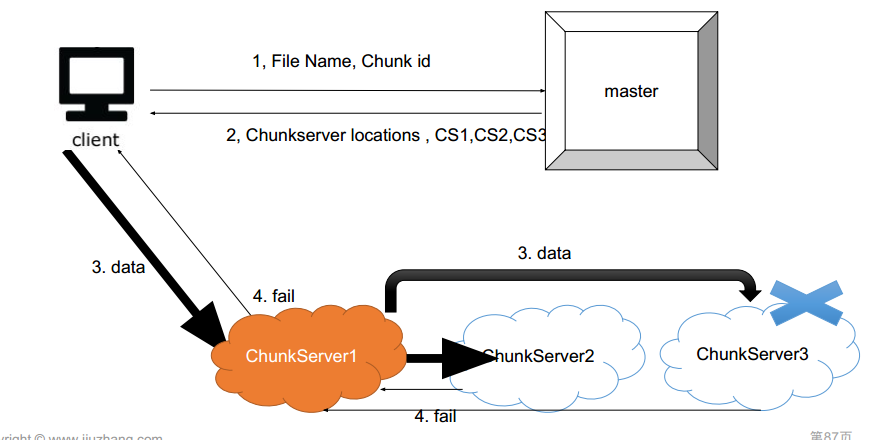 1, File Name, Chunk id
master
2, Chunkserver locations , CS1,CS2,CS3
client
3. data
3. data
4. fail
ChunkServer1
ChunkServer2
ChunkServer3
4. fail
yright © www.jiuzhang.com
第87页